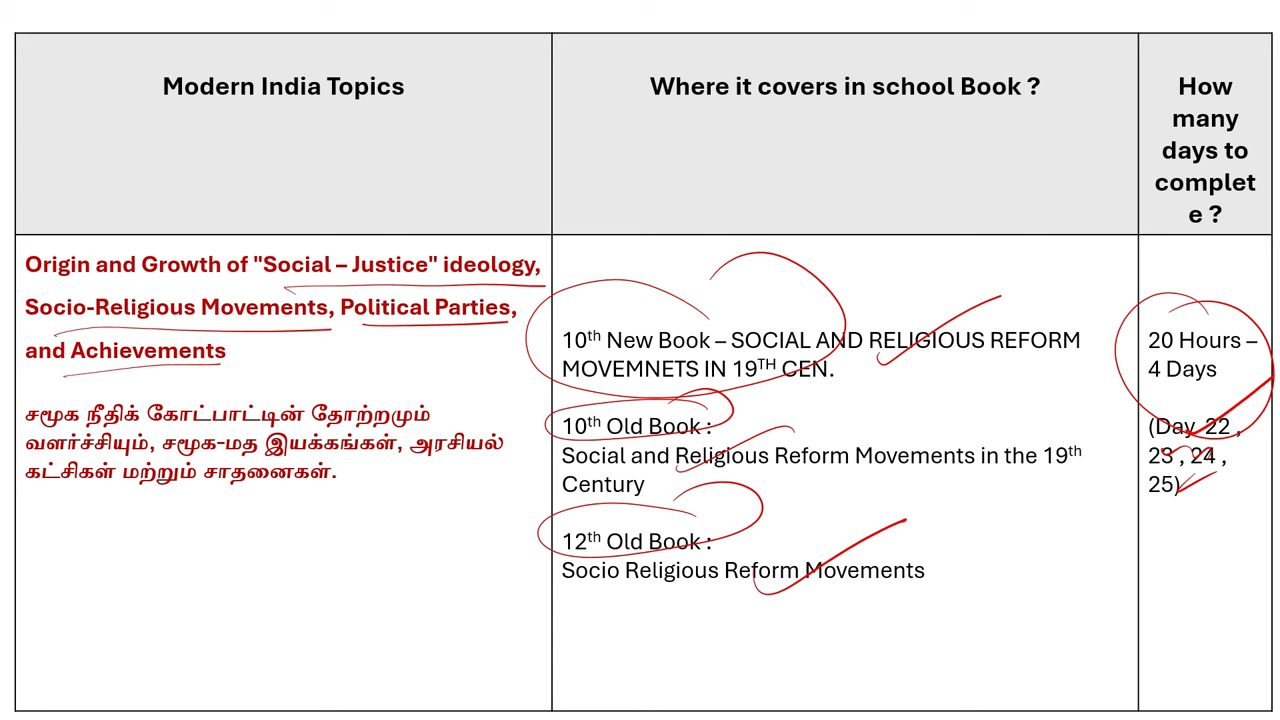 Modern India Topics
Where it covers in school Book ?
How
many
days to
complet
e ?
Origin and Growth of "Social – Justice" ideology,
Socio-Religious Movements, Political Parties,
and Achievements
சமூக நீதிக் கோட்பாட்டின் தோற்றமும்
வளர்ச்சியும், சமூக-மத இயக்கங்கள், அரசியல்
கட்சிகள் மற்றும் சாதனைகள்.
10th New Book – SOCIAL AND RELIGIOUS REFORM
MOVEMNETS IN 19TH CEN.
10th Old Book :
Social and Religious Reform Movements in the 19th
Century
12th Old Book :
Socio Religious Reform Movements
20 Hours –
4 Days
(Day 22 ,
23 , 24 ,
25)